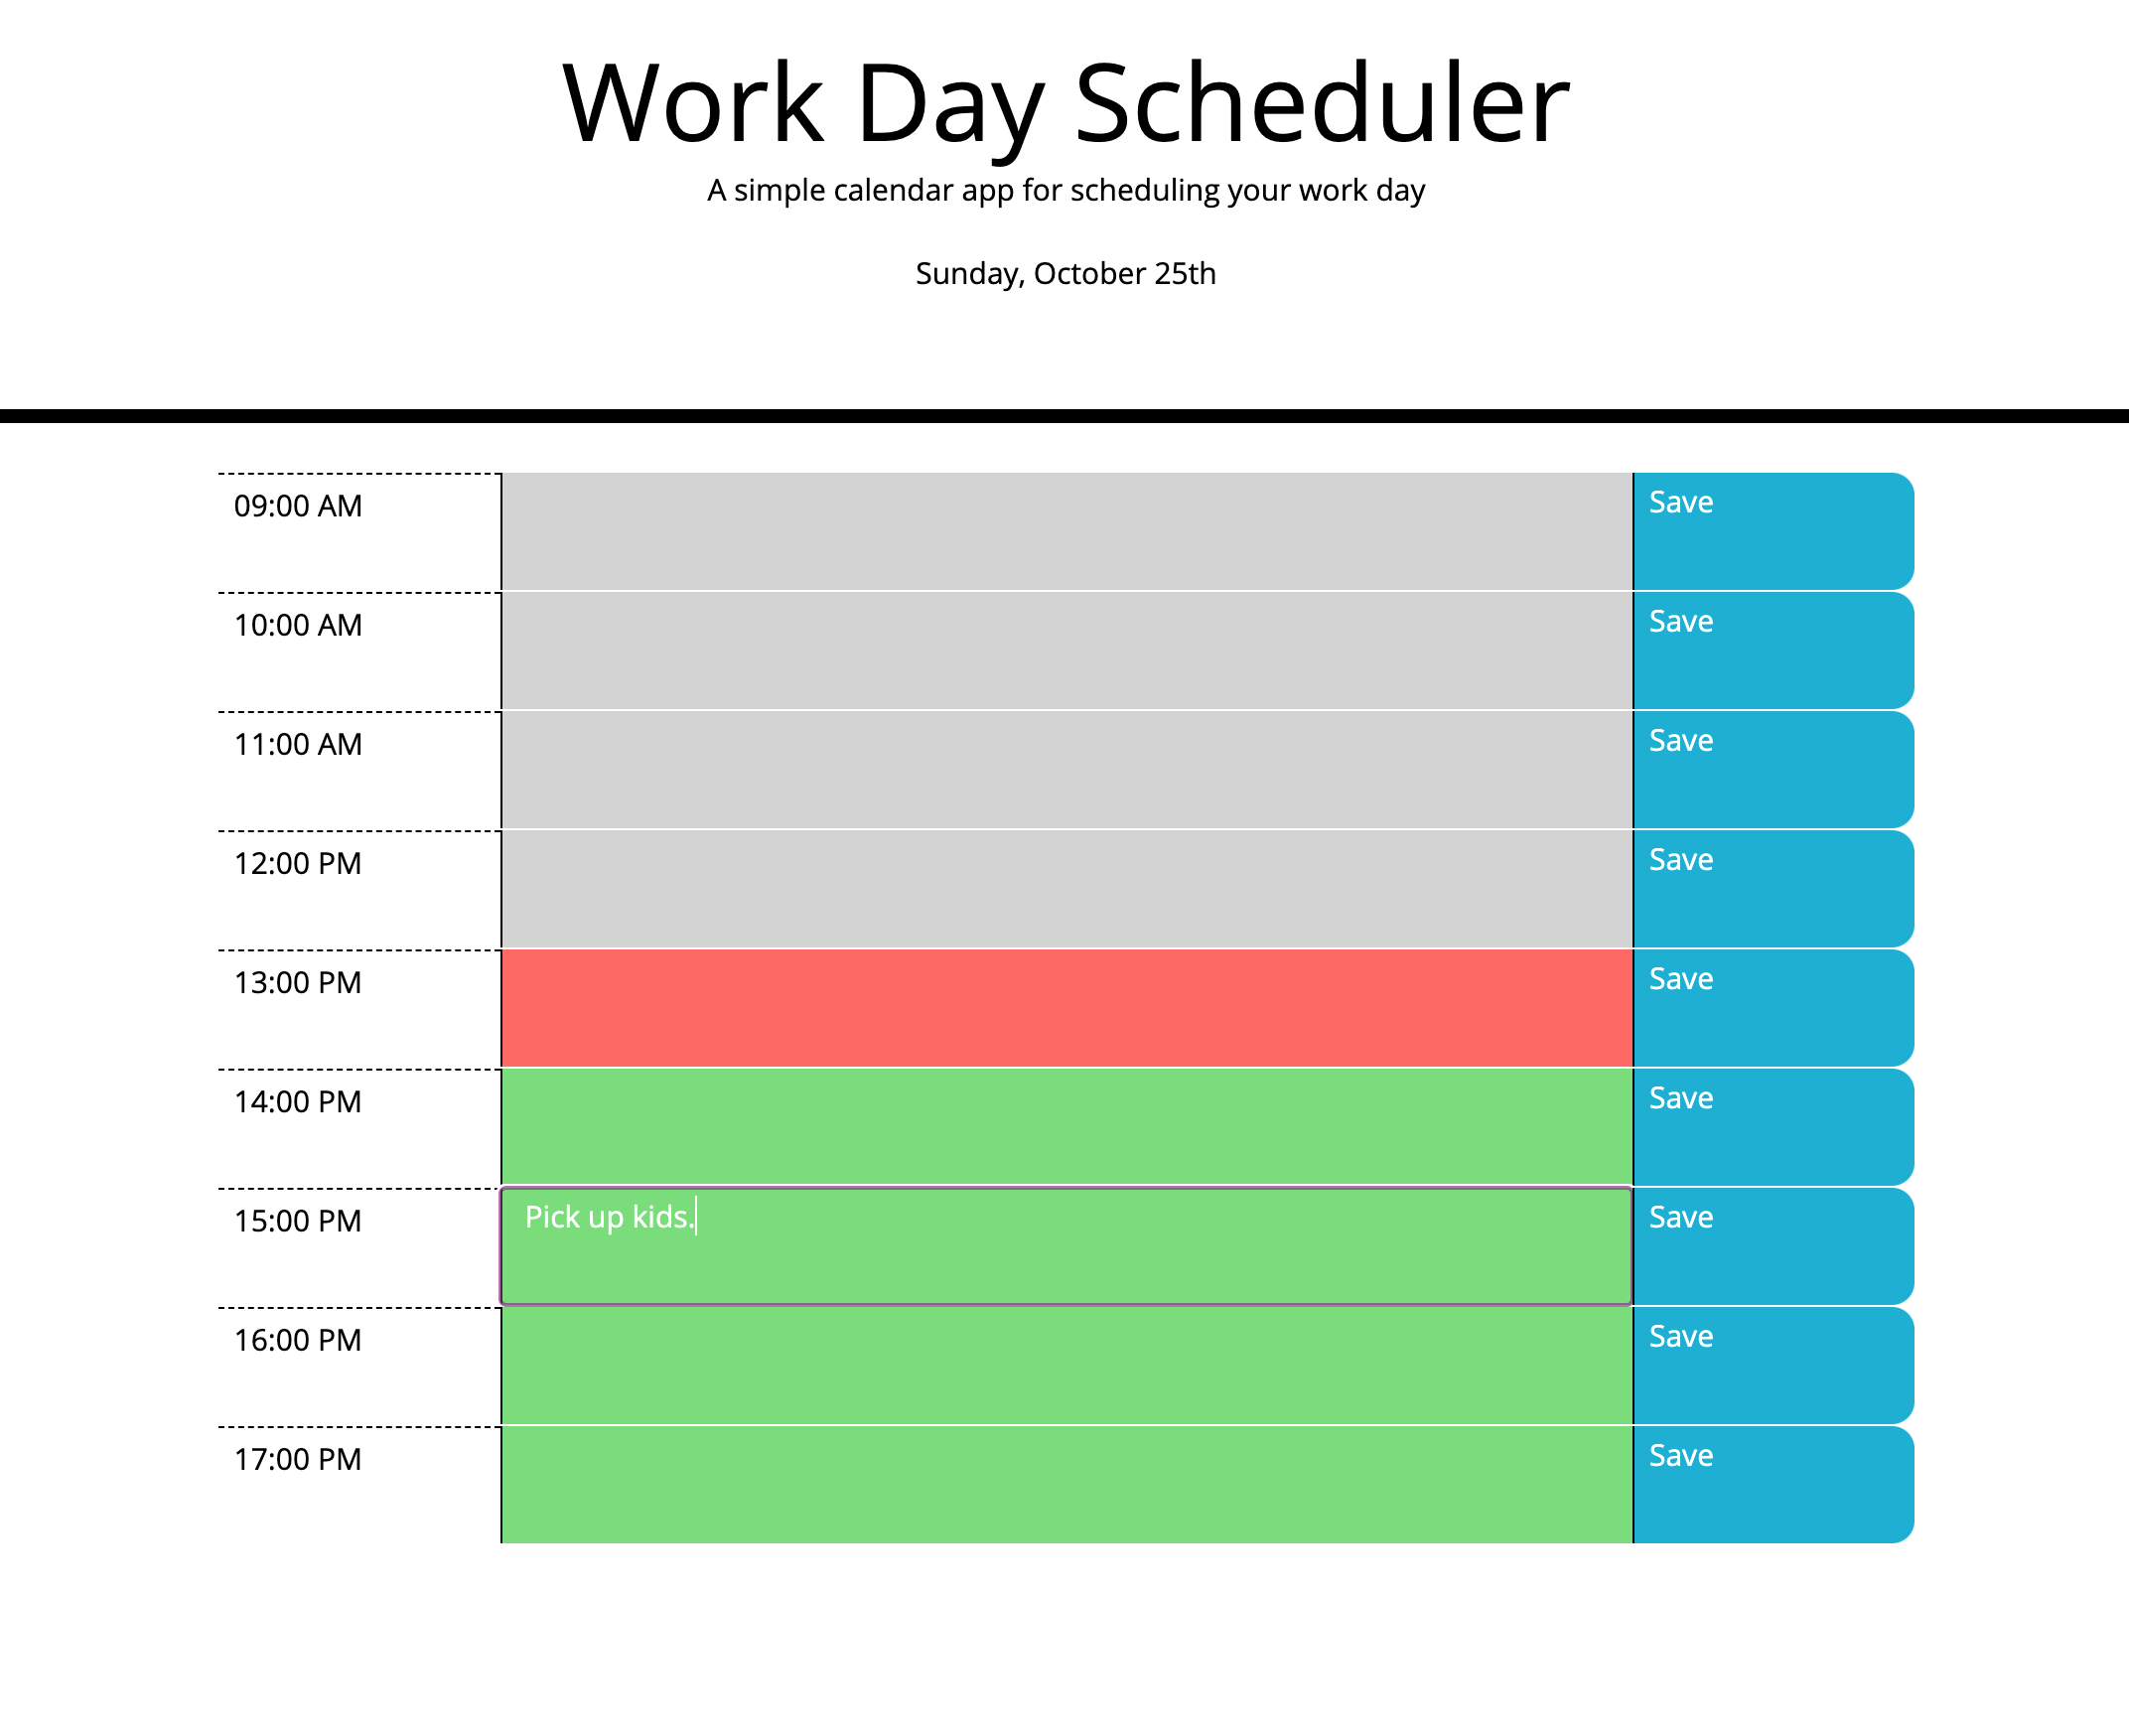 Work Day Scheduler
A simple calendar app for scheduling your work day
Sunday, October 25th
09:00 AM Save
10:00 AM Save
11:00 AM Save
12:00 PM Save
13:00 PM Save
14:00 PM Save
15:00 PM Pick up kids. Save
16:00 PM Save
17:00 PM Save